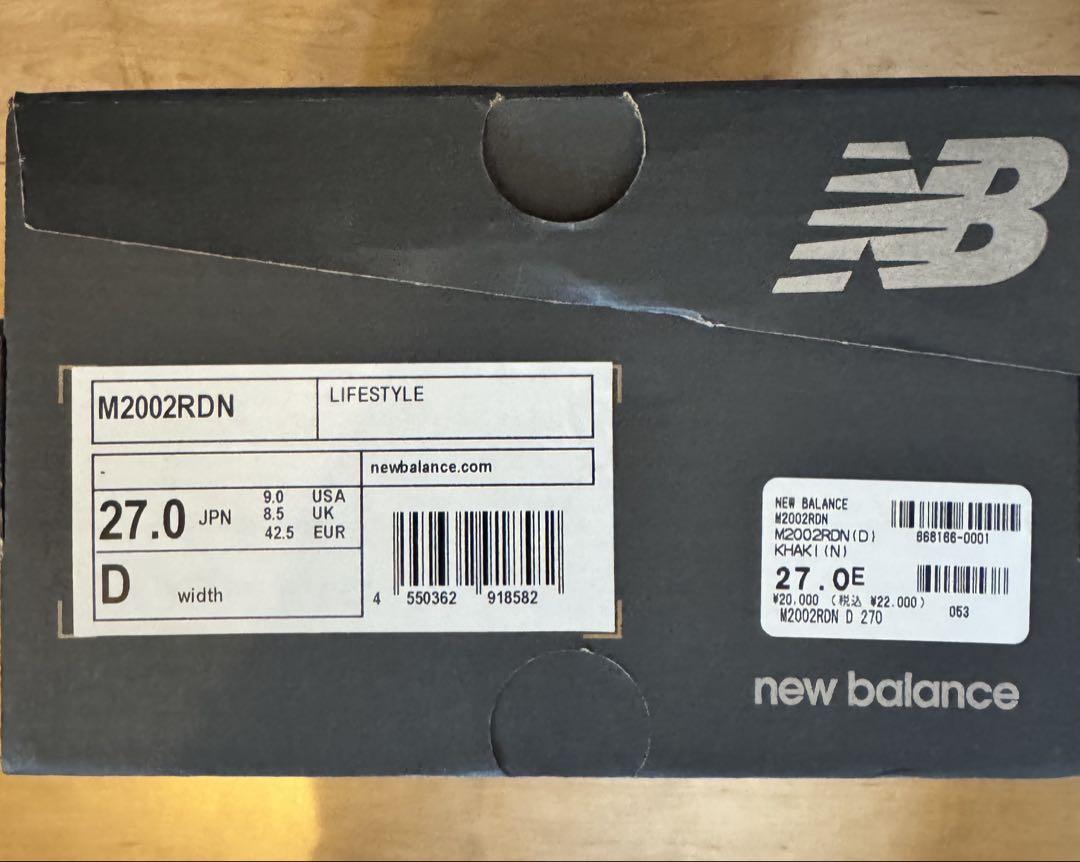 NB
M2002RDN
LIFESTYLE
-
newbalance.com
27.0 JPN
9.0 USA
8.5 UK
42.5 EUR
D width
4 550362 918582
NEW BALANCE
M2002RDN
M2002RDN(D)
KHAKI(N)
668166-0001
27.0E
¥20,000 (税込 ¥22,000)
M2002RDN D 270
053
new balance